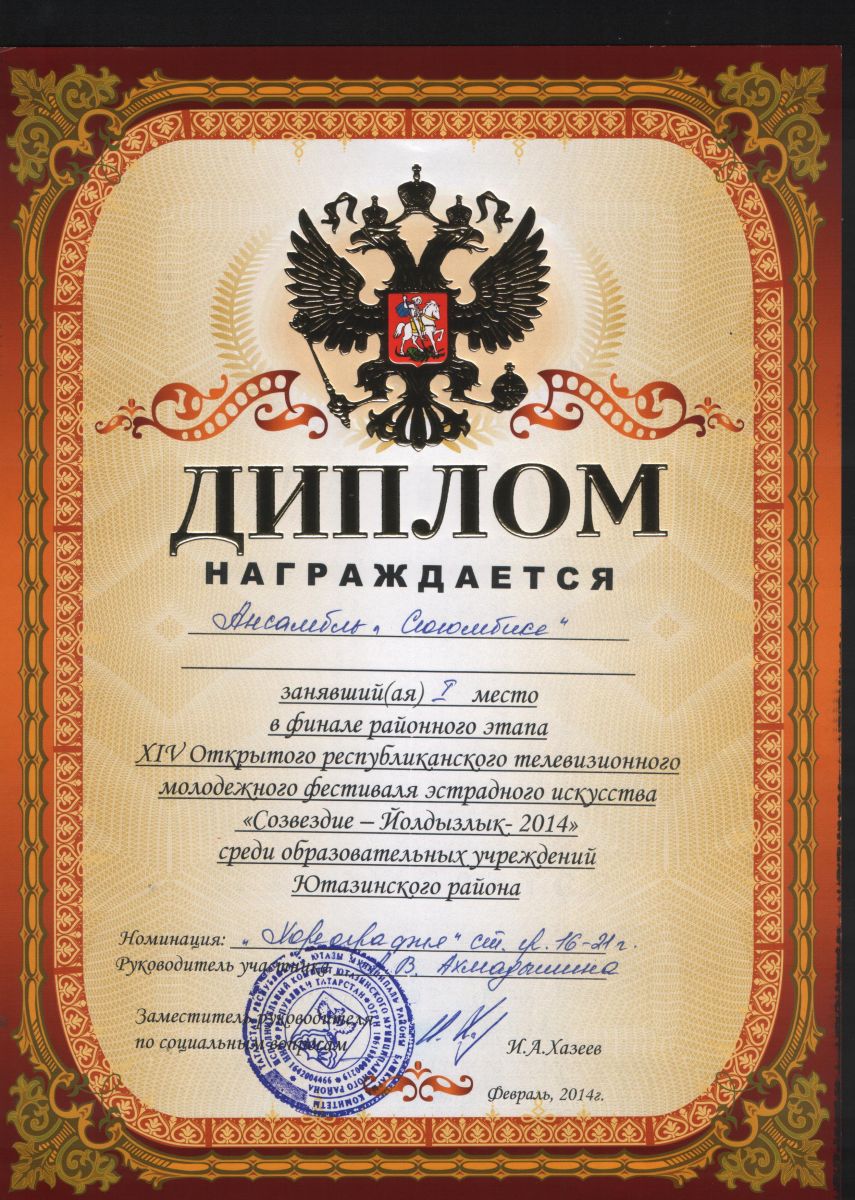 ДИПЛОМ
НАГРАЖДАЕТСЯ
Ансамбль „Сююмбике"
занявший(ая) I место
в финале районного этапа
XIV Открытого республиканского телевизионного
молодежного фестиваля эстрадного искусства
«Созвездие – Йолдызлык- 2014»
среди образовательных учреждений
Ютазинского района
Номинация: „Хореография" ст. гр. 16-21 г.
Руководитель участника В. Ахмадышина
Заместитель руководителя
по социальным вопросам
И.А.Хазеев
Февраль, 2014г.